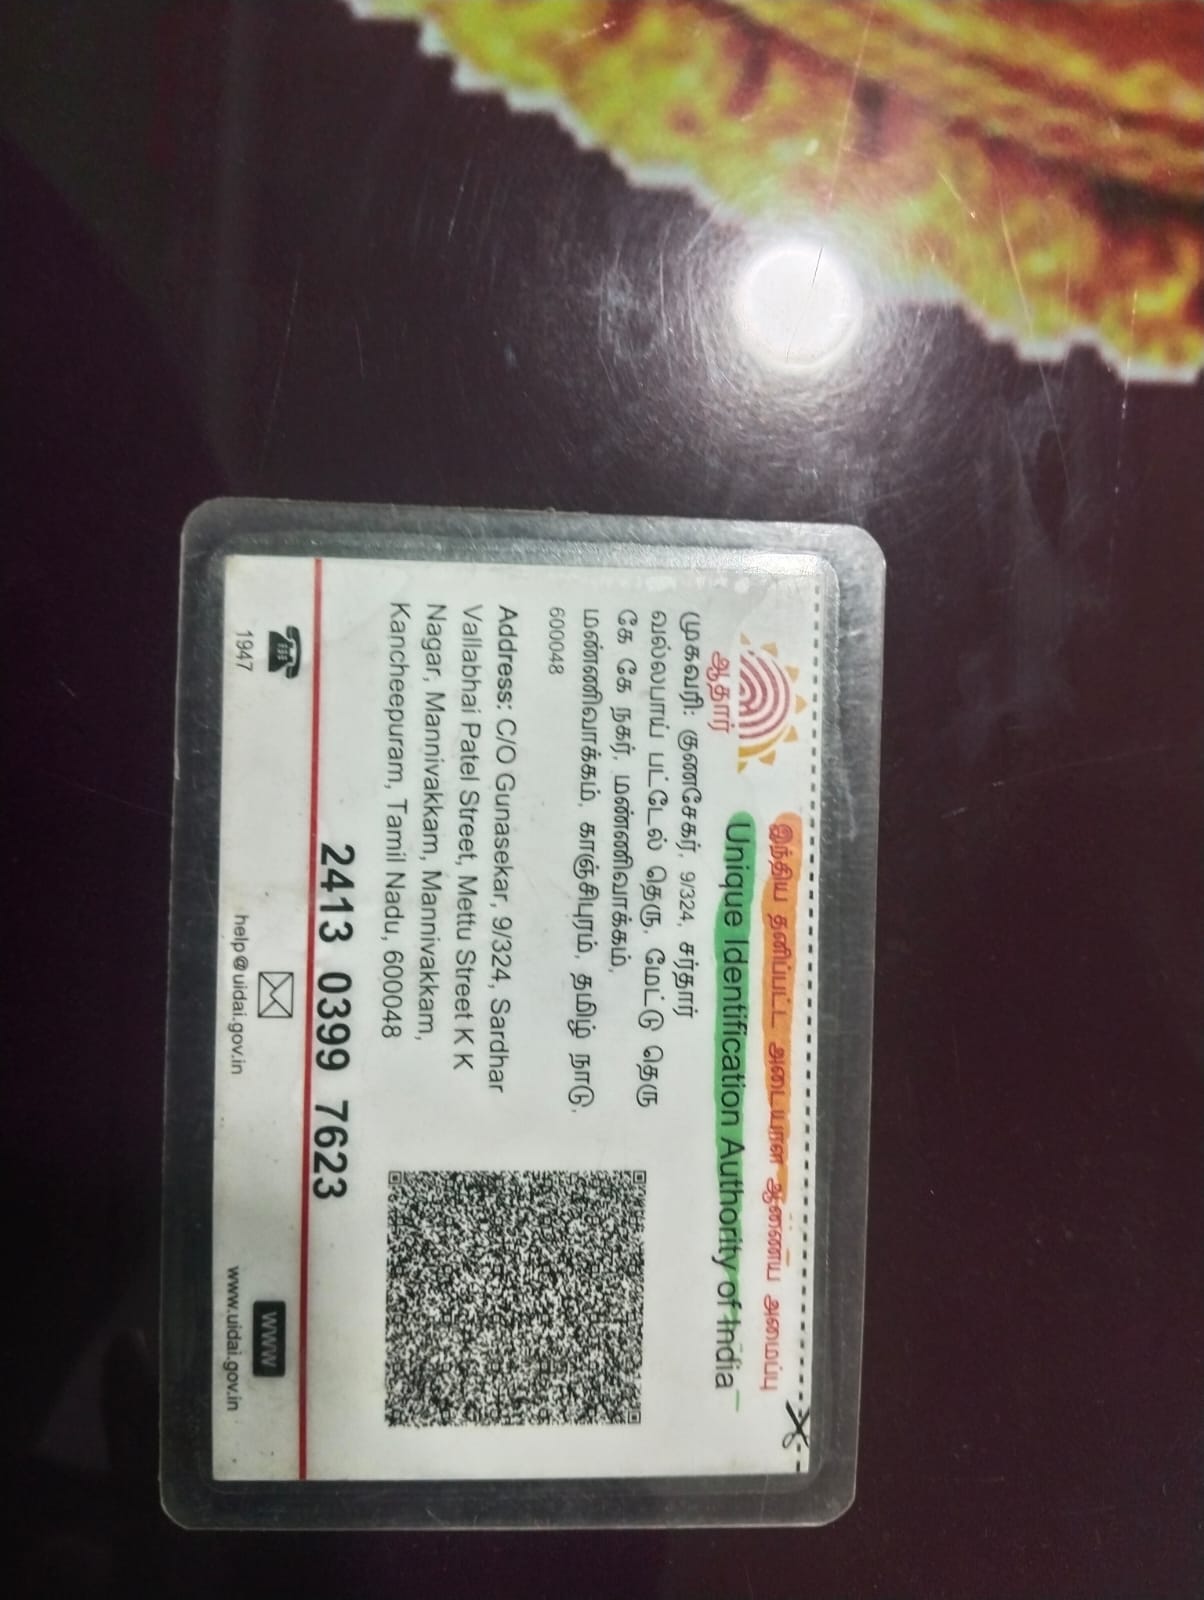 இந்திய தனிப்பட்ட அடையாள ஆணைய அமைப்பு
Unique Identification Authority of India
ஆதார்
முகவரி: குணசேகர், 9/324, சர்தார்
வல்லபாய் பட்டேல் தெரு, மேட்டு தெரு
கே கே நகர், மண்ணிவாக்கம்,
மண்ணிவாக்கம், காஞ்சிபுரம், தமிழ் நாடு,
600048
Address: C/O Gunasekar, 9/324, Sardhar
Vallabhai Patel Street, Mettu Street K K
Nagar, Mannivakkam, Mannivakkam,
Kancheepuram, Tamil Nadu, 600048
2413 0399 7623
1947
help@uidai.gov.in
www
www.uidai.gov.in